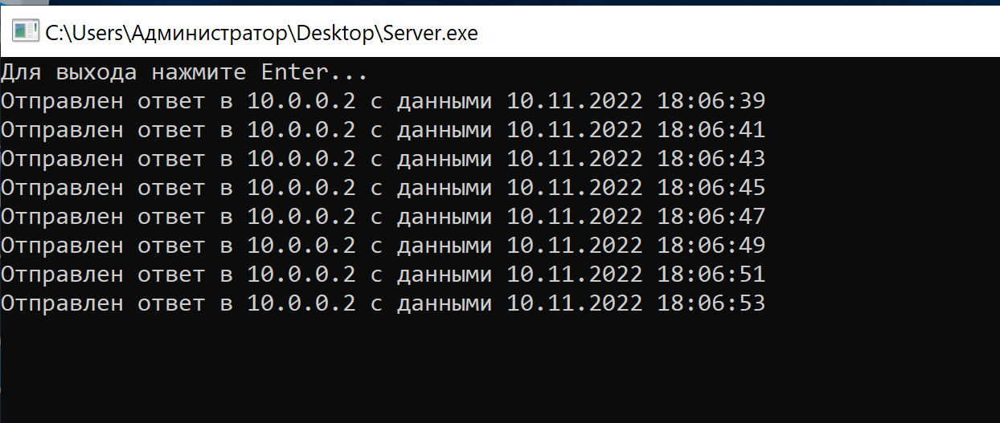 C:\Users\Администратор\Desktop\Server.exe
Для выхода нажмите Enter...
Отправлен ответ в 10.0.0.2 с данными 10.11.2022 18:06:39
Отправлен ответ в 10.0.0.2 с данными 10.11.2022 18:06:41
Отправлен ответ в 10.0.0.2 с данными 10.11.2022 18:06:43
Отправлен ответ в 10.0.0.2 с данными 10.11.2022 18:06:45
Отправлен ответ в 10.0.0.2 с данными 10.11.2022 18:06:47
Отправлен ответ в 10.0.0.2 с данными 10.11.2022 18:06:49
Отправлен ответ в 10.0.0.2 с данными 10.11.2022 18:06:51
Отправлен ответ в 10.0.0.2 с данными 10.11.2022 18:06:53